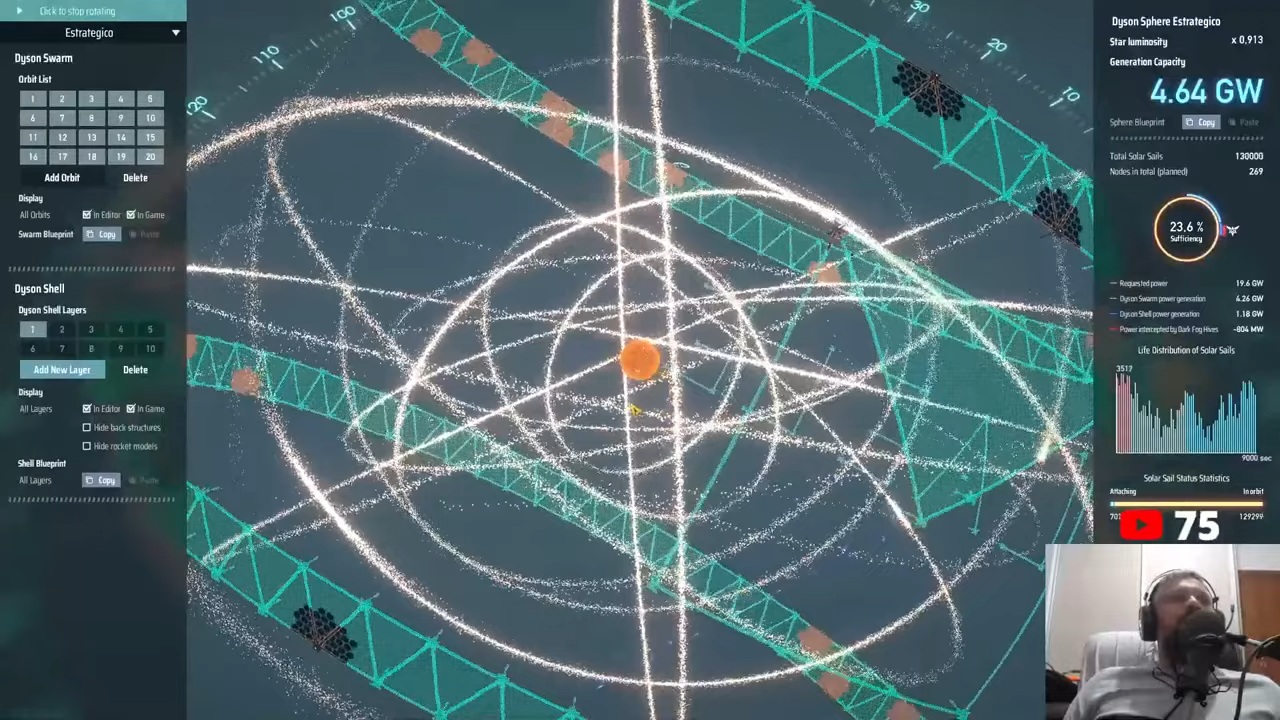 Click to stop rotating
Estrategico
Dyson Swarm
Orbit List
1 2 3 4 5
6 7 8 9 10
11 12 13 14 15
16 17 18 19 20
Add Orbit Delete
Display
All Orbits In Editor In Game
Swarm Blueprint Copy Paste
Dyson Shell
Dyson Shell Layers
1 2 3 4 5
6 7 8 9 10
Add New Layer Delete
Display
All Layers In Editor In Game
Hide back structures
Hide rocket models
Shell Blueprint
All Layers Copy Paste
100
110
30
20
10
Dyson Sphere Estrategico
Star luminosity x 0,913
Generation Capacity
4.64 GW
Sphere Blueprint Copy Paste
Total Solar Sails 130000
Nodes in total (planned) 269
23,6 %
Sufficiency
Requested power 19.6 GW
Dyson Swarm power generation 4.26 GW
Dyson Shell power generation 1.18 GW
Power intercepted by Dark Fog Hives -804 MW
Life Distribution of Solar Sails
3517
9000 sec
Solar Sail Status Statistics
Attaching In orbit
129299
75